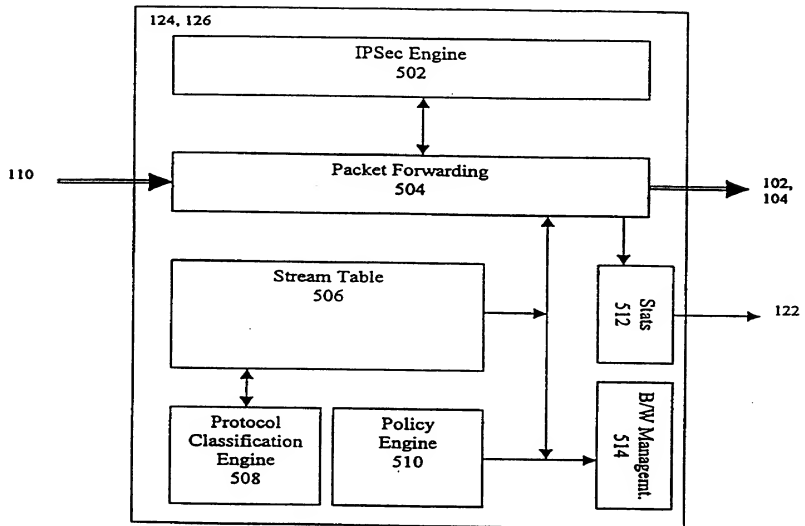 124, 126
IPSec Engine
502
110
Packet Forwarding
504
102,
104
Stream Table
506
Stats
512
122
Protocol
Classification
Engine
508
Policy
Engine
510
B/W Managemt.
514